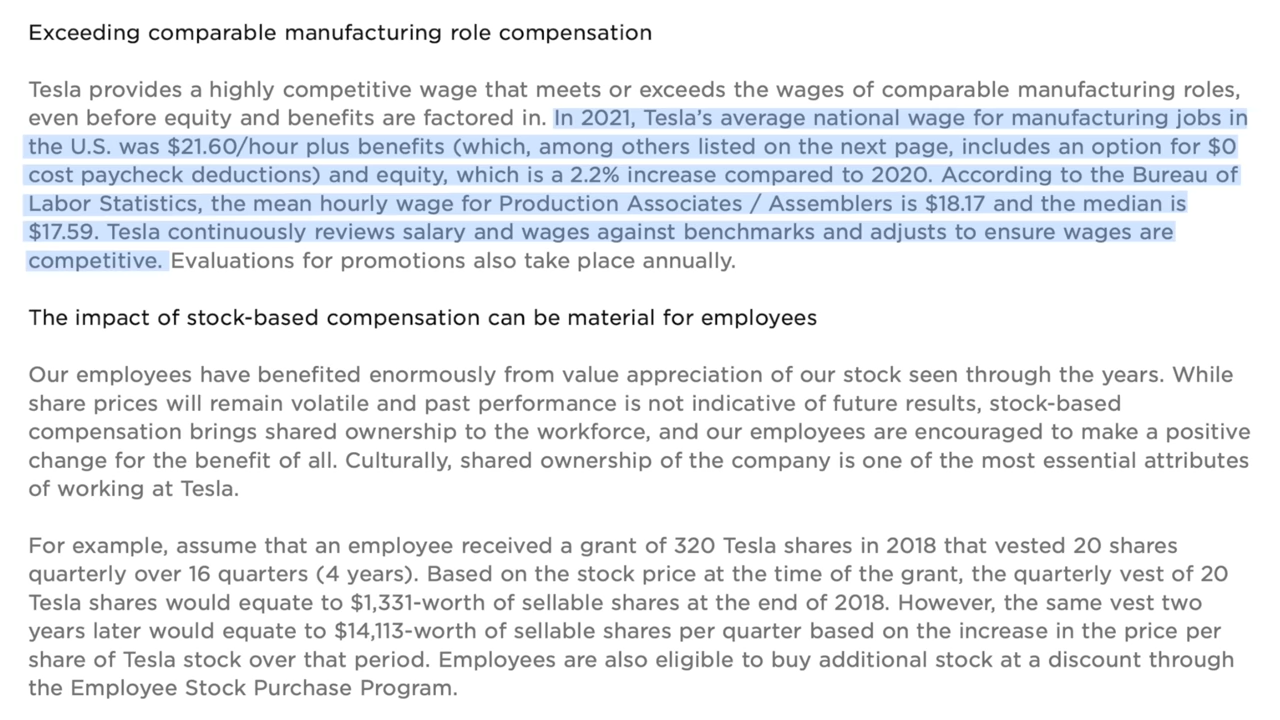 Exceeding comparable manufacturing role compensation
Tesla provides a highly competitive wage that meets or exceeds the wages of comparable manufacturing roles,
even before equity and benefits are factored in. In 2021, Tesla’s average national wage for manufacturing jobs in
the U.S. was $21.60/hour plus benefits (which, among others listed on the next page, includes an option for $0
cost paycheck deductions) and equity, which is a 2.2% increase compared to 2020. According to the Bureau of
Labor Statistics, the mean hourly wage for Production Associates / Assemblers is $18.17 and the median is
$17.59. Tesla continuously reviews salary and wages against benchmarks and adjusts to ensure wages are
competitive. Evaluations for promotions also take place annually.
The impact of stock-based compensation can be material for employees
Our employees have benefited enormously from value appreciation of our stock seen through the years. While
share prices will remain volatile and past performance is not indicative of future results, stock-based
compensation brings shared ownership to the workforce, and our employees are encouraged to make a positive
change for the benefit of all. Culturally, shared ownership of the company is one of the most essential attributes
of working at Tesla.
For example, assume that an employee received a grant of 320 Tesla shares in 2018 that vested 20 shares
quarterly over 16 quarters (4 years). Based on the stock price at the time of the grant, the quarterly vest of 20
Tesla shares would equate to $1,331-worth of sellable shares at the end of 2018. However, the same vest two
years later would equate to $14,113-worth of sellable shares per quarter based on the increase in the price per
share of Tesla stock over that period. Employees are also eligible to buy additional stock at a discount through
the Employee Stock Purchase Program.